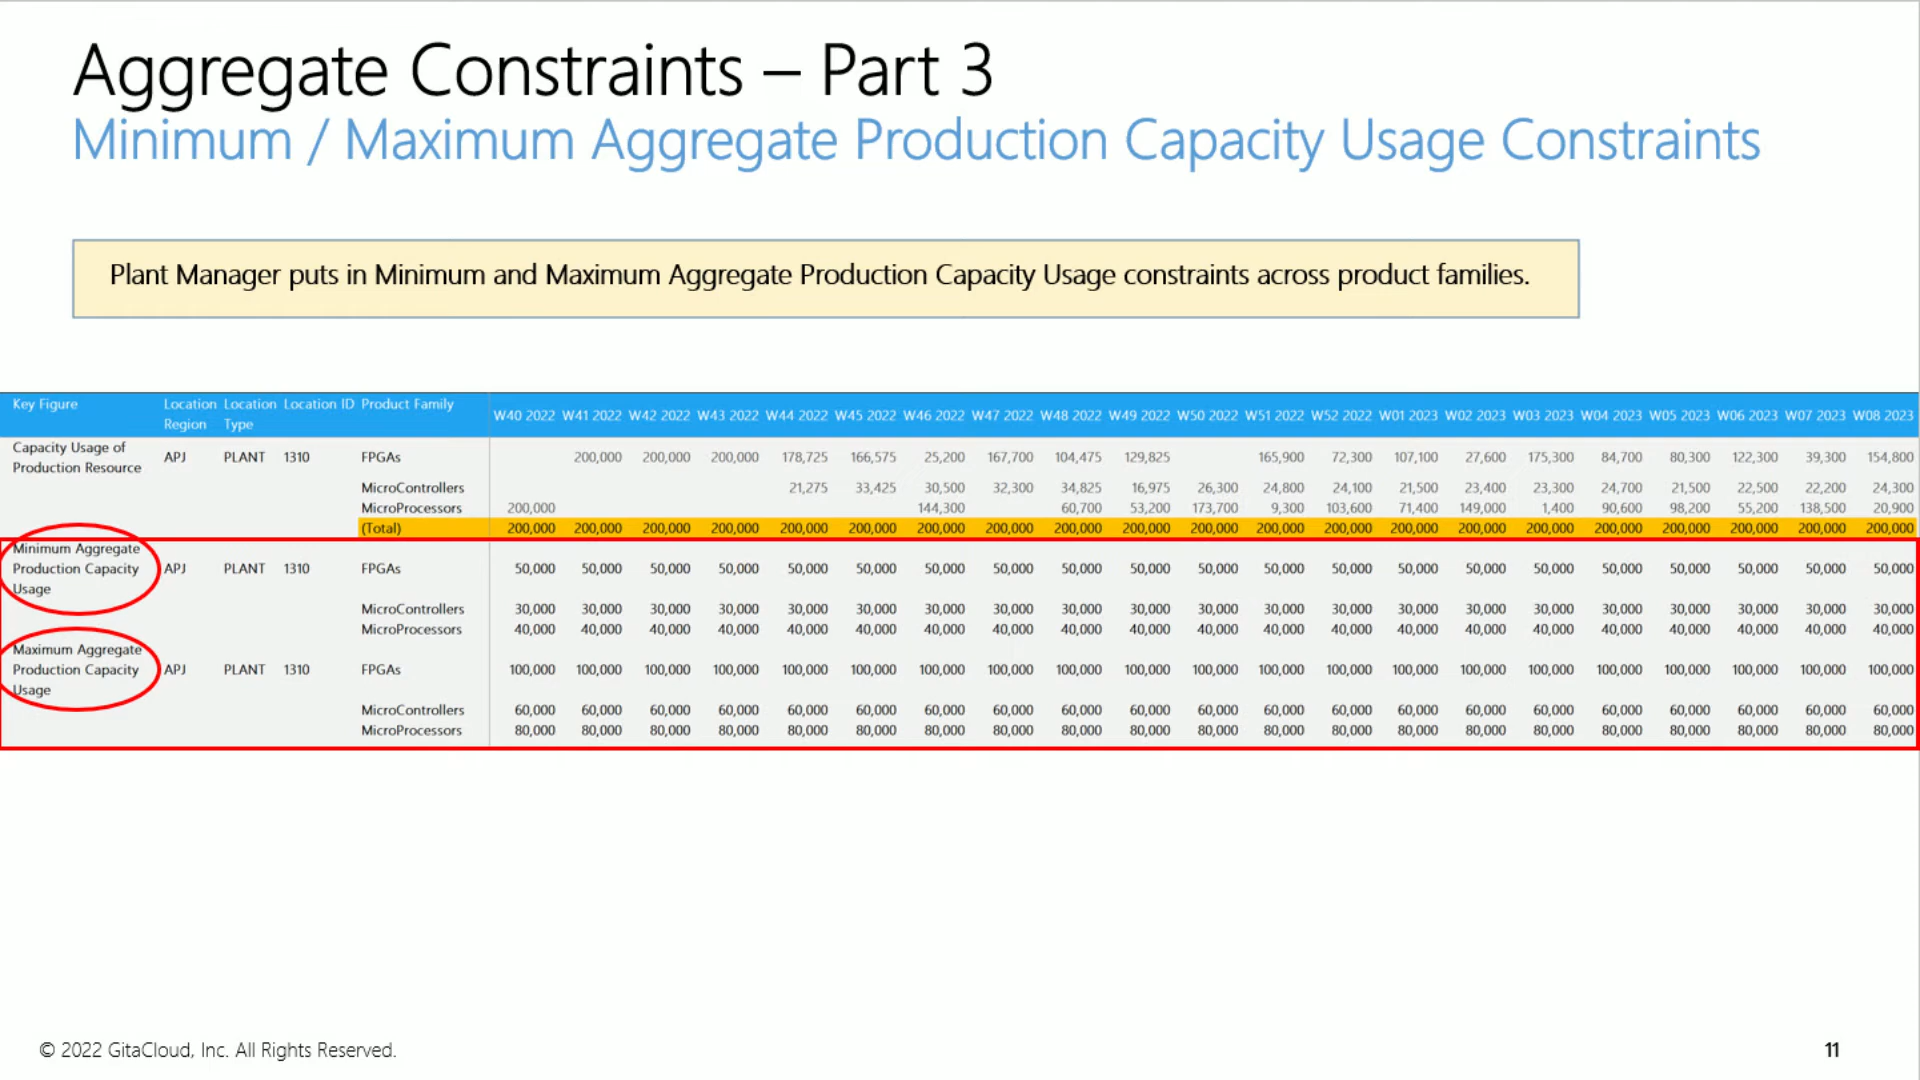 Aggregate Constraints – Part 3
Minimum / Maximum Aggregate Production Capacity Usage Constraints
Plant Manager puts in Minimum and Maximum Aggregate Production Capacity Usage constraints across product families.
Key Figure Location Region Location Type Location ID Product Family W40 2022 W41 2022 W42 2022 W43 2022 W44 2022 W45 2022 W46 2022 W47 2022 W48 2022 W49 2022 W50 2022 W51 2022 W52 2022 W01 2023 W02 2023 W03 2023 W04 2023 W05 2023 W06 2023 W07 2023 W08 2023
Capacity Usage of Production Resource APJ PLANT 1310 FPGAs 200,000 200,000 200,000 178,725 166,575 25,200 167,700 104,475 129,825 165,900 72,300 107,100 27,600 175,300 84,700 80,300 122,300 39,300 154,800
MicroControllers 21,275 33,425 30,500 32,300 34,825 16,975 26,300 24,800 24,100 21,500 23,400 23,300 24,700 21,500 22,500 22,200 24,300
MicroProcessors 200,000 144,300 60,700 53,200 173,700 9,300 103,600 71,400 149,000 1,400 90,600 98,200 55,200 138,500 20,900
(Total) 200,000 200,000 200,000 200,000 200,000 200,000 200,000 200,000 200,000 200,000 200,000 200,000 200,000 200,000 200,000 200,000 200,000 200,000 200,000 200,000 200,000
Minimum Aggregate Production Capacity Usage APJ PLANT 1310 FPGAs 50,000 50,000 50,000 50,000 50,000 50,000 50,000 50,000 50,000 50,000 50,000 50,000 50,000 50,000 50,000 50,000 50,000 50,000 50,000 50,000 50,000
MicroControllers 30,000 30,000 30,000 30,000 30,000 30,000 30,000 30,000 30,000 30,000 30,000 30,000 30,000 30,000 30,000 30,000 30,000 30,000 30,000 30,000 30,000
MicroProcessors 40,000 40,000 40,000 40,000 40,000 40,000 40,000 40,000 40,000 40,000 40,000 40,000 40,000 40,000 40,000 40,000 40,000 40,000 40,000 40,000 40,000
Maximum Aggregate Production Capacity Usage APJ PLANT 1310 FPGAs 100,000 100,000 100,000 100,000 100,000 100,000 100,000 100,000 100,000 100,000 100,000 100,000 100,000 100,000 100,000 100,000 100,000 100,000 100,000 100,000 100,000
MicroControllers 60,000 60,000 60,000 60,000 60,000 60,000 60,000 60,000 60,000 60,000 60,000 60,000 60,000 60,000 60,000 60,000 60,000 60,000 60,000 60,000 60,000
MicroProcessors 80,000 80,000 80,000 80,000 80,000 80,000 80,000 80,000 80,000 80,000 80,000 80,000 80,000 80,000 80,000 80,000 80,000 80,000 80,000 80,000 80,000
© 2022 GitaCloud, Inc. All Rights Reserved.
11